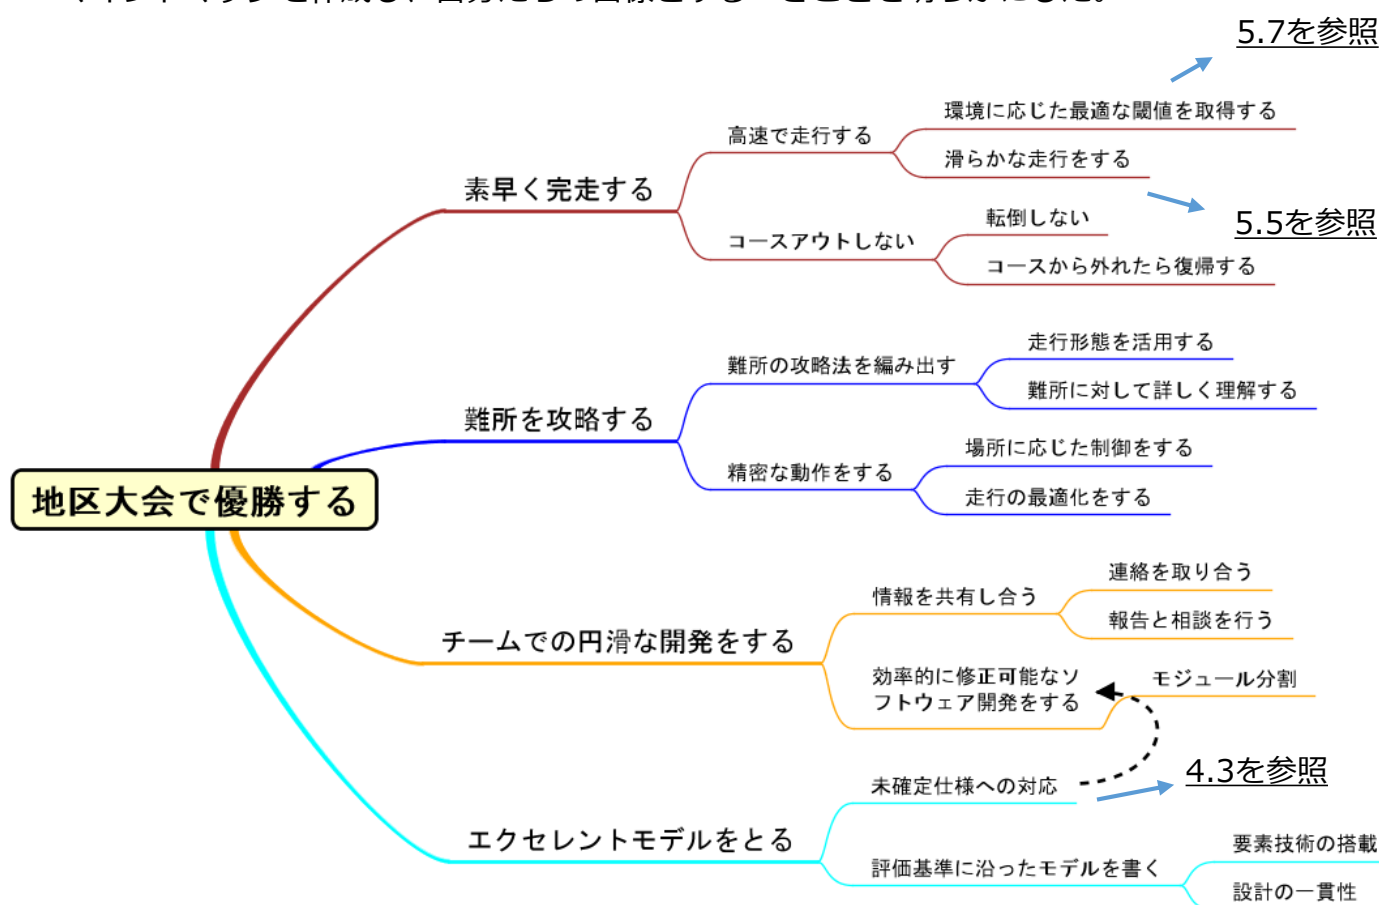 5.7を参照
環境に応じた最適な閾値を取得する
高速で走行する
滑らかな走行をする
素早く完走する
5.5を参照
転倒しない
コースアウトしない
コースから外れたら復帰する
走行形態を活用する
難所の攻略法を編み出す
難所に対して詳しく理解する
難所を攻略する
場所に応じた制御をする
精密な動作をする
走行の最適化をする
地区大会で優勝する
連絡を取り合う
情報を共有し合う
報告と相談を行う
チームでの円滑な開発をする
効率的に修正可能なソ
フトウェア開発をする
モジュール分割
4.3を参照
未確定仕様への対応
エクセレントモデルをとる
要素技術の搭載
評価基準に沿ったモデルを書く
設計の一貫性